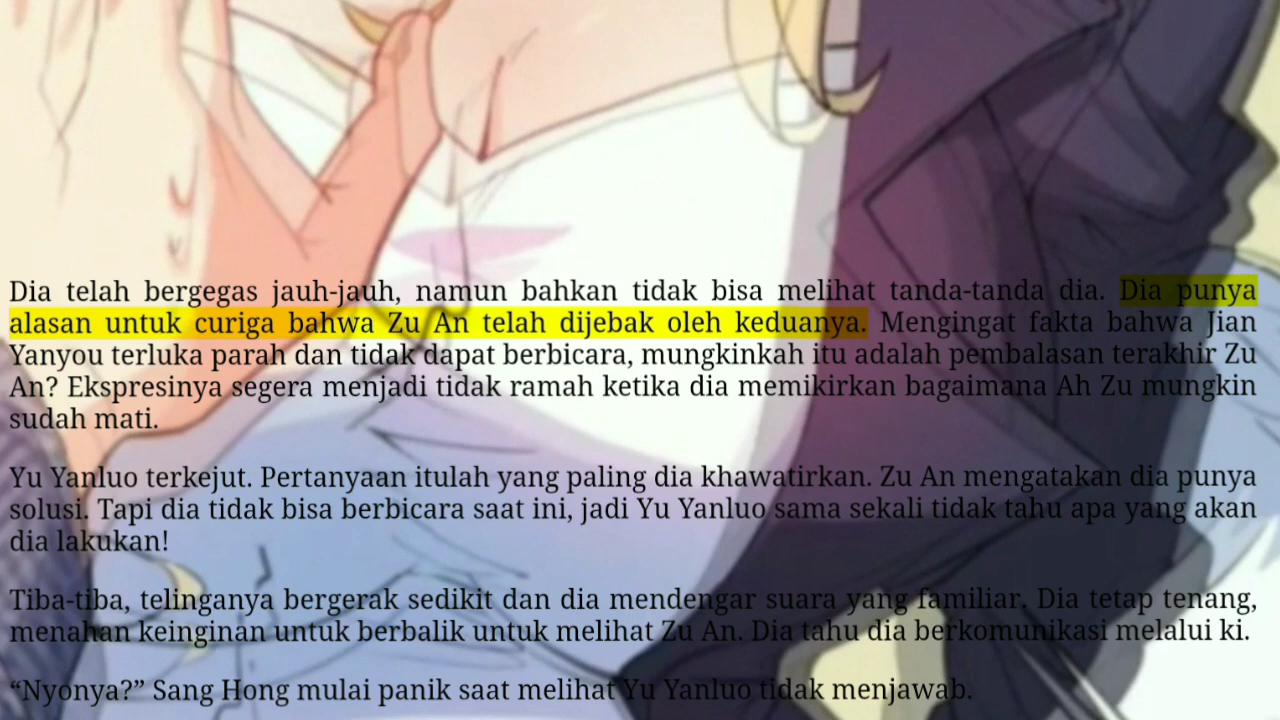 Dia telah bergegas jauh-jauh, namun bahkan tidak bisa melihat tanda-tanda dia. Dia punya
alasan untuk curiga bahwa Zu An telah dijebak oleh keduanya. Mengingat fakta bahwa Jian
Yanyou terluka parah dan tidak dapat berbicara, mungkinkah itu adalah pembalasan terakhir Zu
An? Ekspresinya segera menjadi tidak ramah ketika dia memikirkan bagaimana Ah Zu mungkin
sudah mati.
Yu Yanluo terkejut. Pertanyaan itulah yang paling dia khawatirkan. Zu An mengatakan dia punya
solusi. Tapi dia tidak bisa berbicara saat ini, jadi Yu Yanluo sama sekali tidak tahu apa yang akan
dia lakukan!
Tiba-tiba, telinganya bergerak sedikit dan dia mendengar suara yang familiar. Dia tetap tenang,
menahan keinginan untuk berbalik untuk melihat Zu An. Dia tahu dia berkomunikasi melalui ki.
“Nyonya?” Sang Hong mulai panik saat melihat Yu Yanluo tidak menjawab.